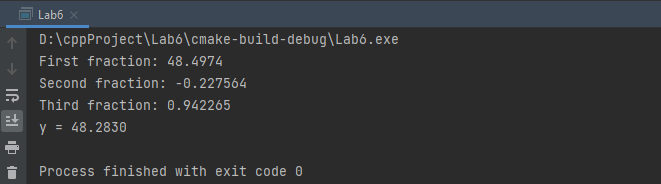 Lab6
D:\cppProject\Lab6\cmake-build-debug\Lab6.exe
First fraction: 48.4974
Second fraction: -0.227564
Third fraction: 0.942265
y = 48.2830
Process finished with exit code 0